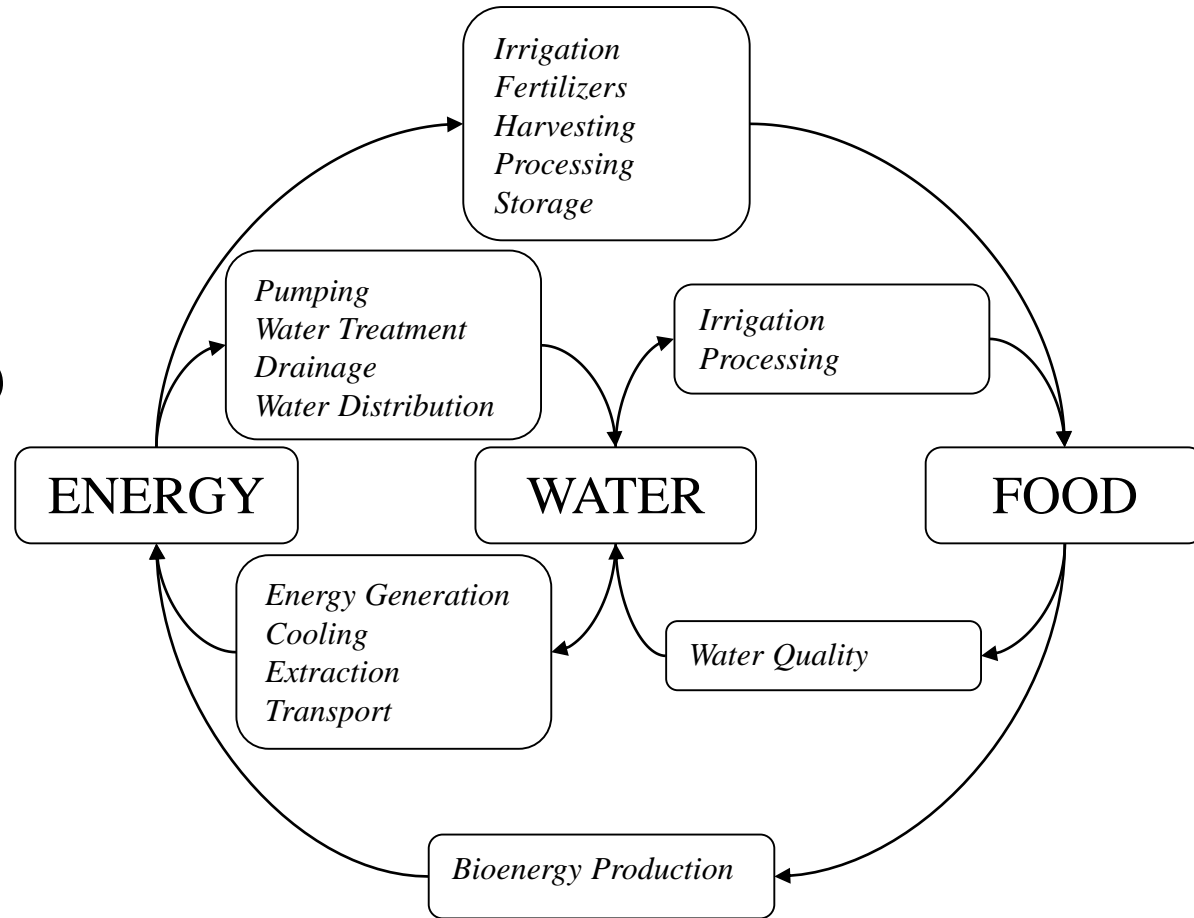 Irrigation
Fertilizers
Harvesting
Processing
Storage
Pumping
Water Treatment
Drainage
Water Distribution
Irrigation
Processing
ENERGY
WATER
FOOD
Energy Generation
Cooling
Extraction
Transport
Water Quality
Bioenergy Production